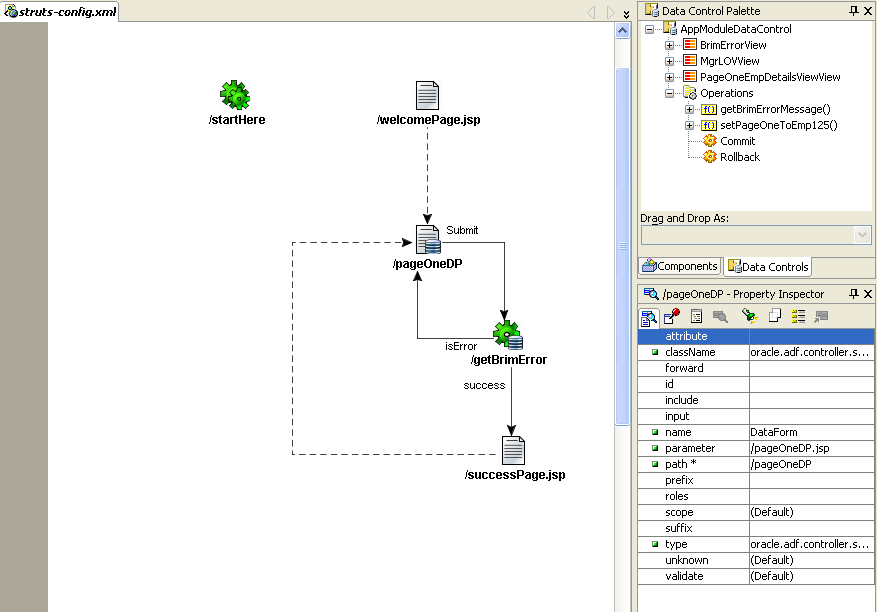 struts-config.xml
/startHere
/welcomePage.jsp
Submit
/pageOneDP
isError
/getBrimError
success
/successPage.jsp
Data Control Palette
AppModuleDataControl
BrimErrorView
MgrLOVView
PageOneEmpDetailsViewView
Operations
f() getBrimErrorMessage()
f() setPageOneToEmp125()
Commit
Rollback
Drag and Drop As:
Components Data Controls
/pageOneDP - Property Inspector
attribute
className oracle.adf.controller.s...
forward
id
include
input
name DataForm
parameter /pageOneDP.jsp
path * /pageOneDP
prefix
roles
scope (Default)
suffix
type oracle.adf.controller.s...
unknown (Default)
validate (Default)